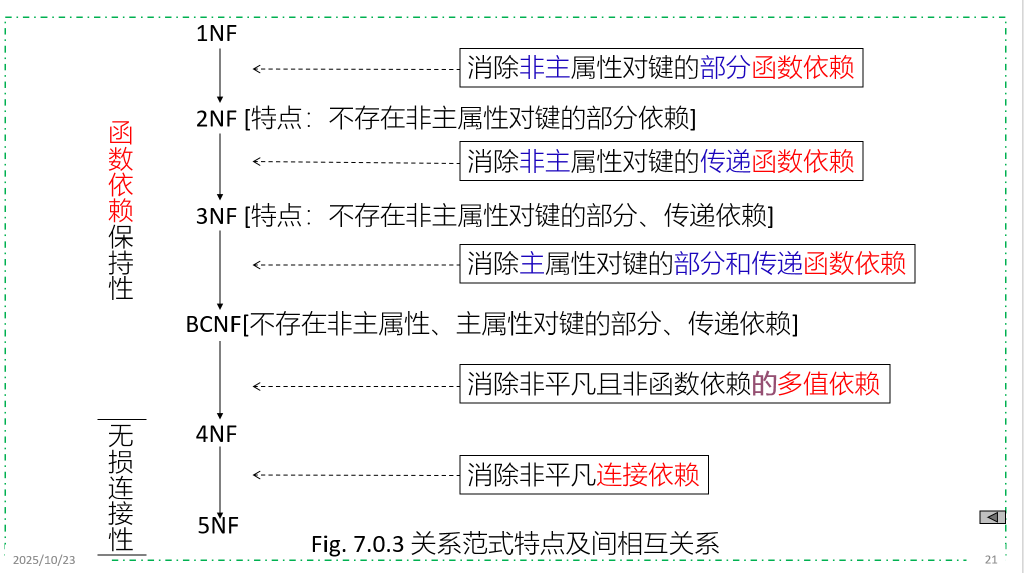 1NF
消除非主属性对键的部分函数依赖
2NF [特点：不存在非主属性对键的部分依赖]
消除非主属性对键的传递函数依赖
3NF [特点：不存在非主属性对键的部分、传递依赖]
消除主属性对键的部分和传递函数依赖
BCNF[不存在非主属性、主属性对键的部分、传递依赖]
消除非平凡且非函数依赖的多值依赖
4NF
消除非平凡连接依赖
5NF
函数依赖保持性
无损连接性
Fig. 7.0.3 关系范式特点及间相互关系
2025/10/23
21